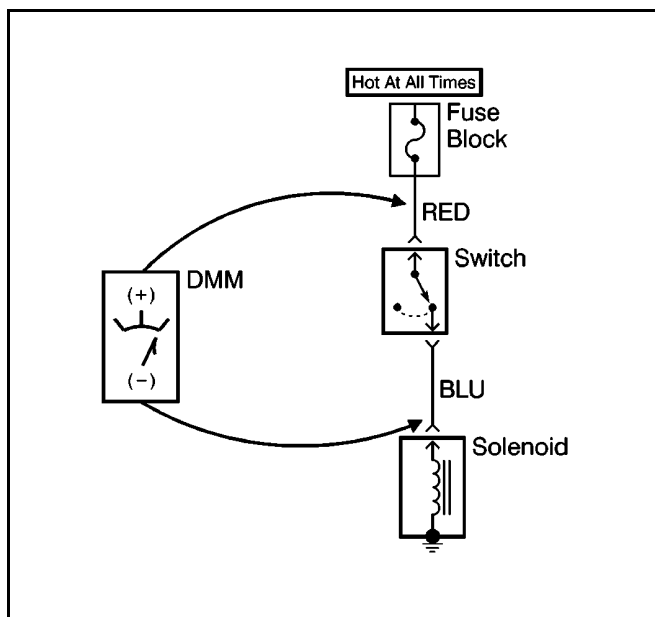 Hot At All Times
Fuse
Block
RED
Switch
DMM
(+)
(−)
BLU
Solenoid